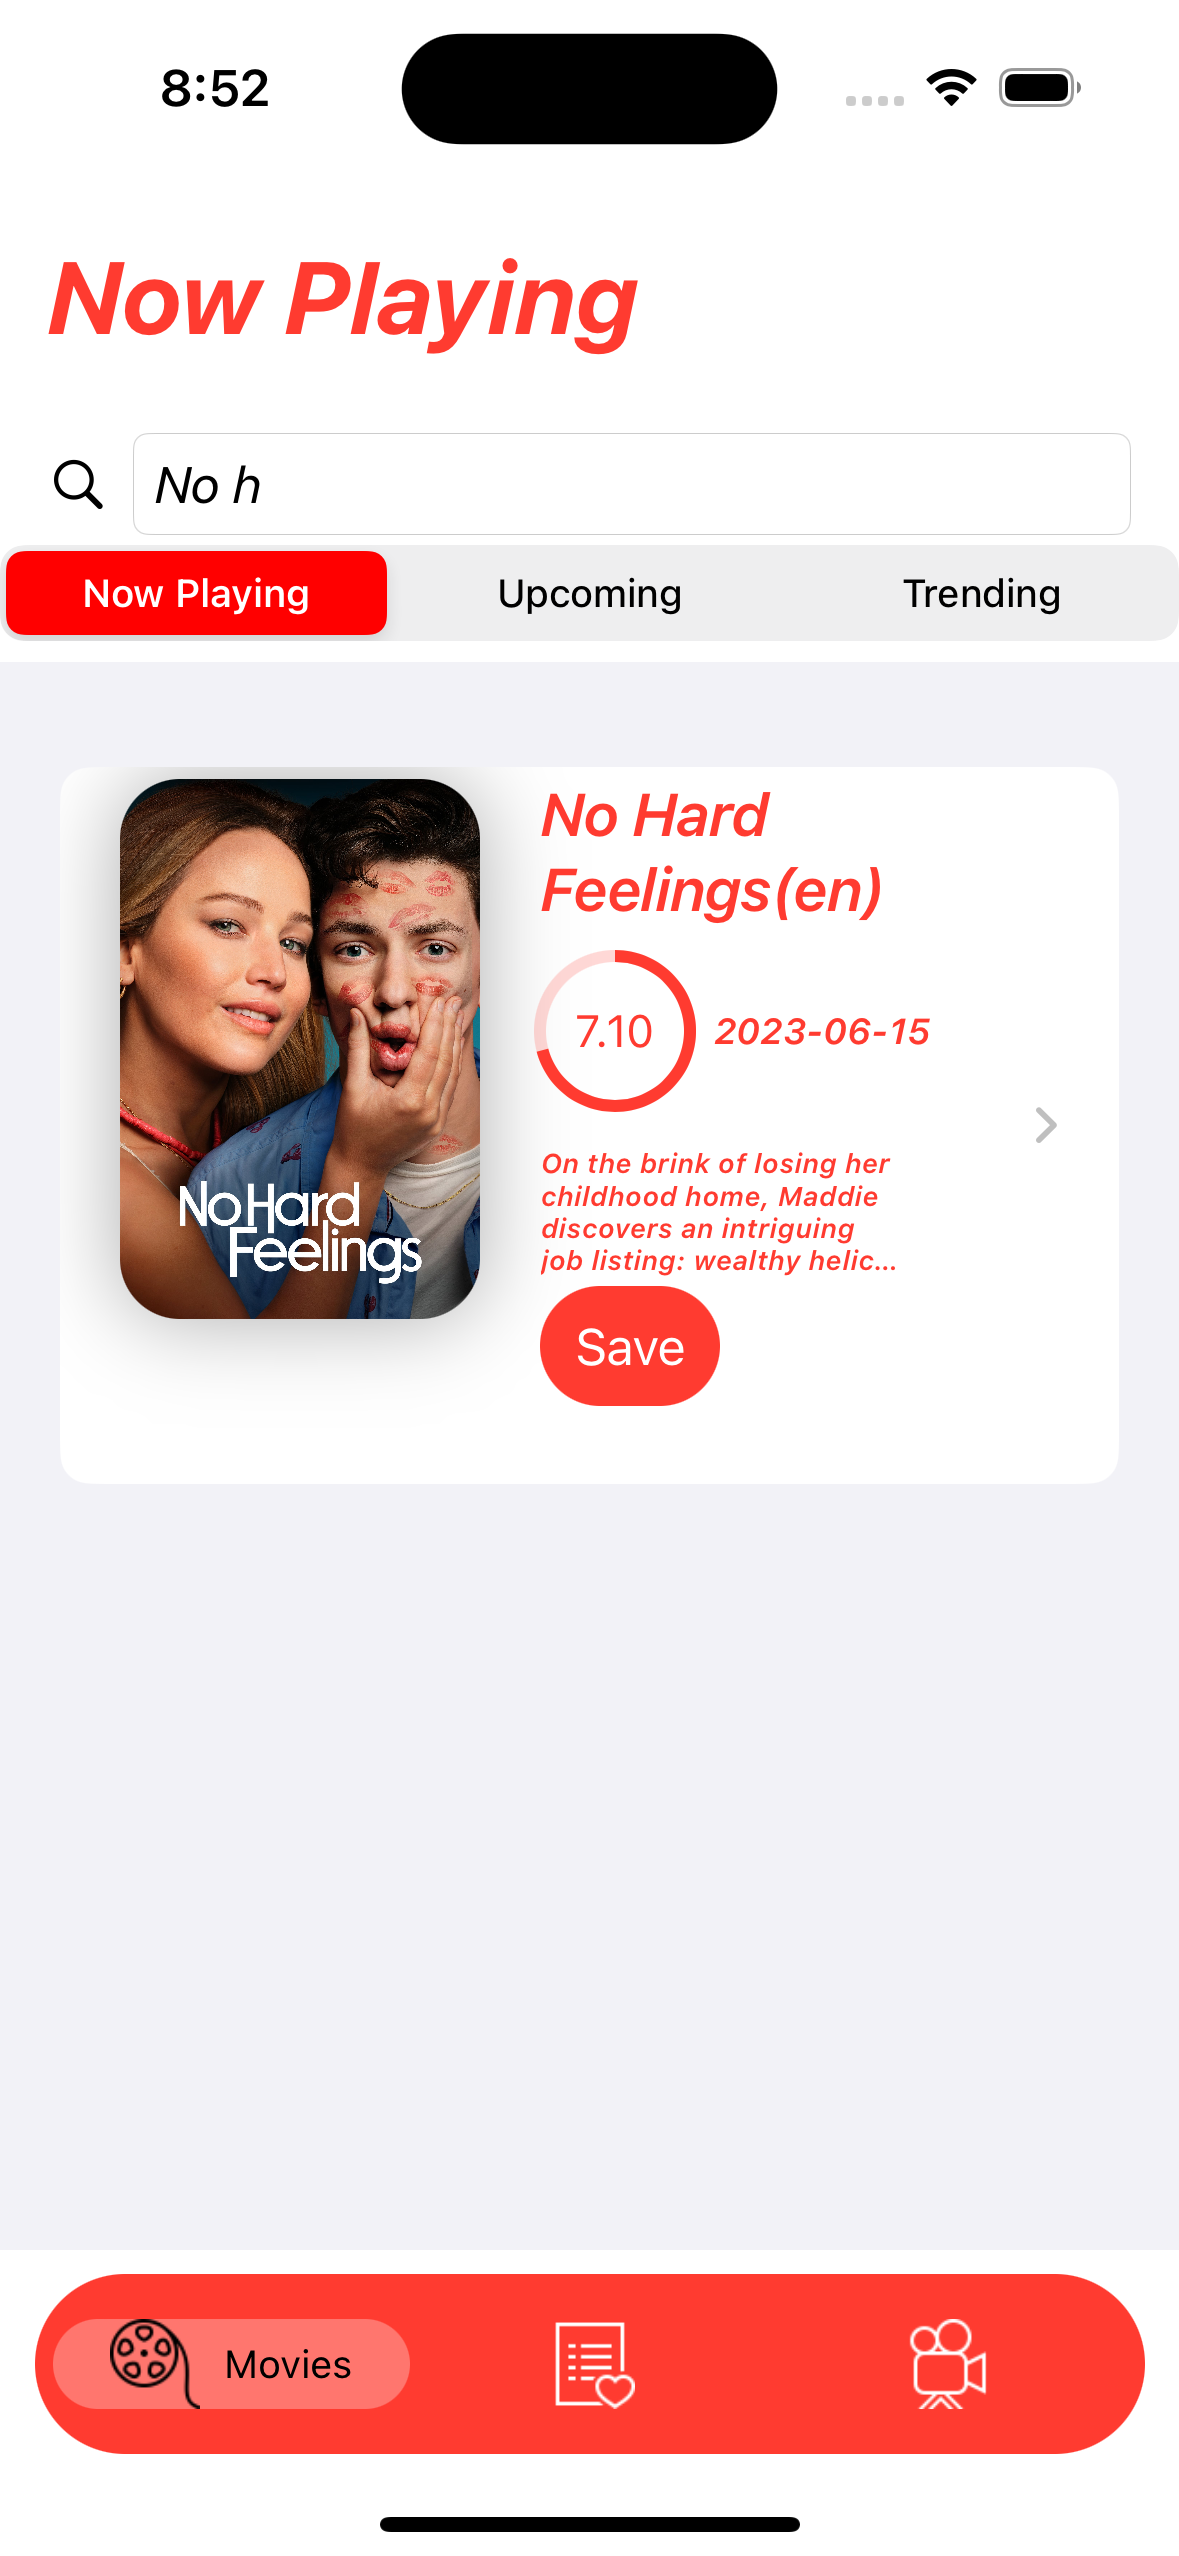 8:52
Now Playing
No h
Now Playing
Upcoming
Trending
No Hard
Feelings
No Hard
Feelings(en)
7.10
2023-06-15
On the brink of losing her
childhood home, Maddie
discovers an intriguing
job listing: wealthy helic...
Save
Movies